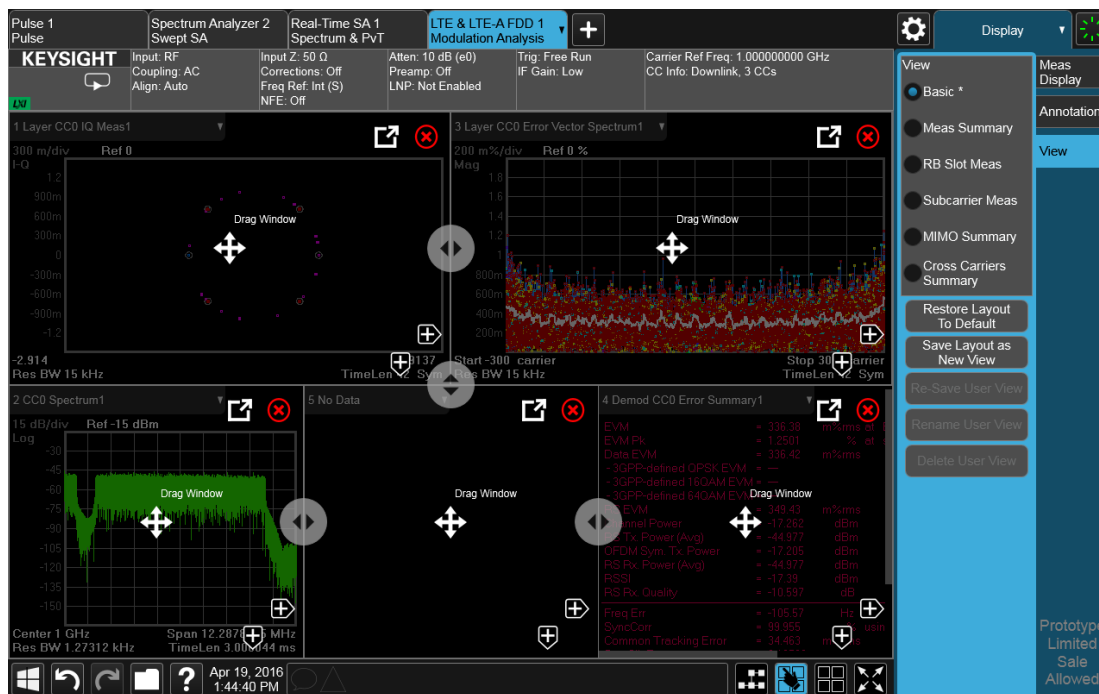 Pulse 1
Pulse
Spectrum Analyzer 2
Swept SA
Real-Time SA 1
Spectrum & PvT
LTE & LTE-A FDD 1
Modulation Analysis
Display
KEYSIGHT
LXI
Input: RF
Coupling: AC
Align: Auto
Input Z: 50 Ω
Corrections: Off
Freq Ref: Int (S)
NFE: Off
Atten: 10 dB (e0)
Preamp: Off
LNP: Not Enabled
Trig: Free Run
IF Gain: Low
Carrier Ref Freq: 1.000000000 GHz
CC Info: Downlink, 3 CCs
1 Layer CC0 IQ Meas1
300 m/div Ref 0
I-Q
1.2
900m
600m
300m
0
-300m
-600m
-900m
-1.2
Drag Window
-2.914
Res BW 15 kHz
TimeLen 12 Sym
3 Layer CC0 Error Vector Spectrum1
200 m%/div Ref 0 %
Mag
1.8
1.6
1.4
1.2
1
800m
600m
400m
200m
Drag Window
Start -300 carrier
Res BW 15 kHz
Stop
TimeLen 12 Sym
2 CC0 Spectrum1
15 dB/div Ref -15 dBm
Log
-30
-45
-60
-75
-90
-105
-120
-135
-150
Drag Window
Center 1 GHz
Res BW 1.27312 kHz
Span MHz
TimeLen ms
5 No Data
Drag Window
4 Demod CC0 Error Summary1
EVM = 336.38 m%rms
EVM Pk = 1.2501 %
Data EVM = 336.42 m%rms
- 3GPP-defined QPSK EVM = ---
- 3GPP-defined 16QAM EVM = ---
- 3GPP-defined 64QAM
Drag Window
EVM = 349.43 m%rms
Power = -17.262 dBm
Tx. Power (Avg) = -44.977 dBm
OFDM Sym. Tx. Power = -17.205 dBm
RS Rx. Power (Avg) = -44.977 dBm
RSSI = -17.39 dBm
RS Rx. Quality = -10.597 dB
Freq Err = -105.57 Hz
SyncCorr = 99.955
Common Tracking Error = 34.463
View
Basic *
Meas Summary
RB Slot Meas
Subcarrier Meas
MIMO Summary
Cross Carriers
Summary
Restore Layout
To Default
Save Layout as
New View
Re-Save User View
Rename User View
Delete User View
Meas
Display
Annotation
View
Prototype
Limited
Sale
Allowed
?
Apr 19, 2016
1:44:40 PM